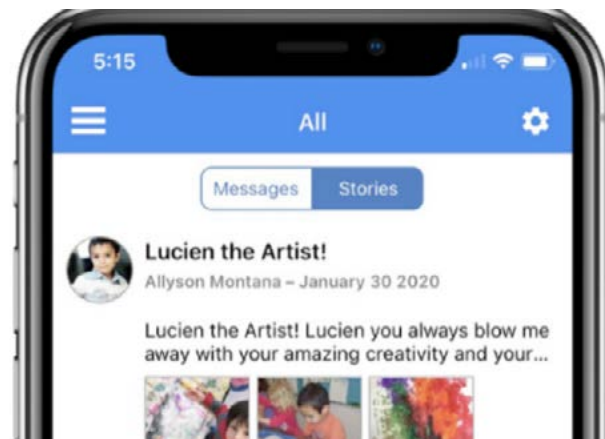 5:15
All
Messages Stories
Lucien the Artist!
Allyson Montana – January 30 2020
Lucien the Artist! Lucien you always blow me
away with your amazing creativity and your...